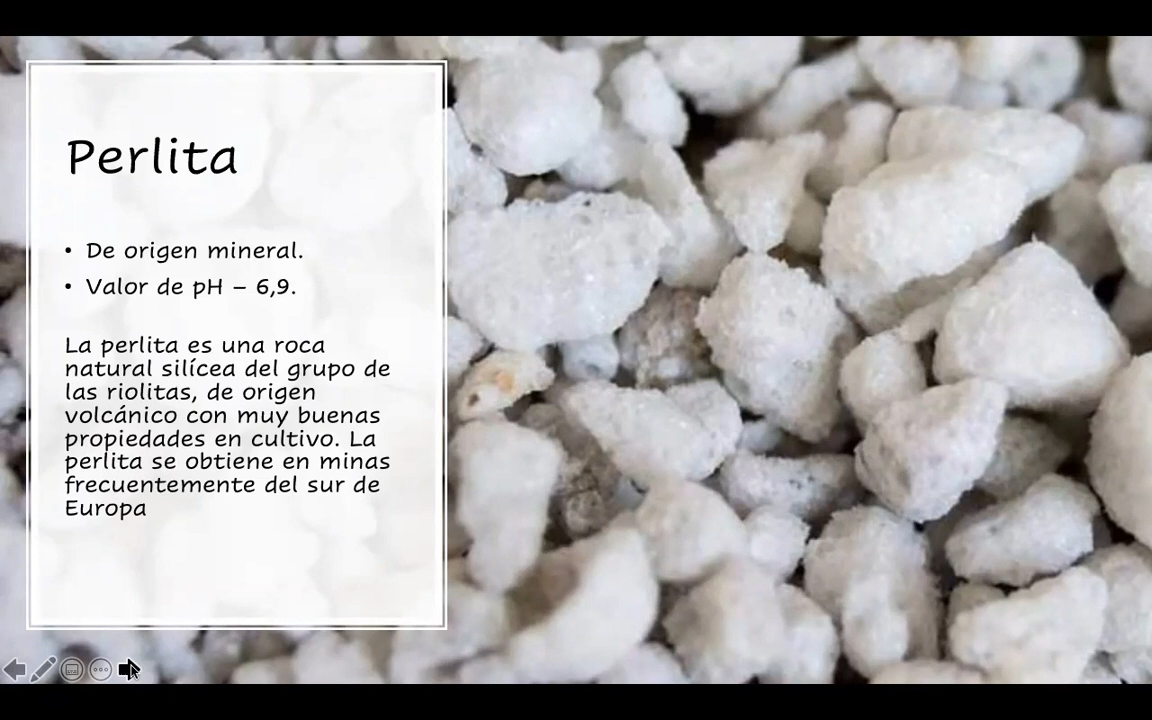 Perlita
• De origen mineral.
• Valor de pH – 6,9.
La perlita es una roca
natural silícea del grupo de
las riolitas, de origen
volcánico con muy buenas
propiedades en cultivo. La
perlita se obtiene en minas
frecuentemente del sur de
Europa